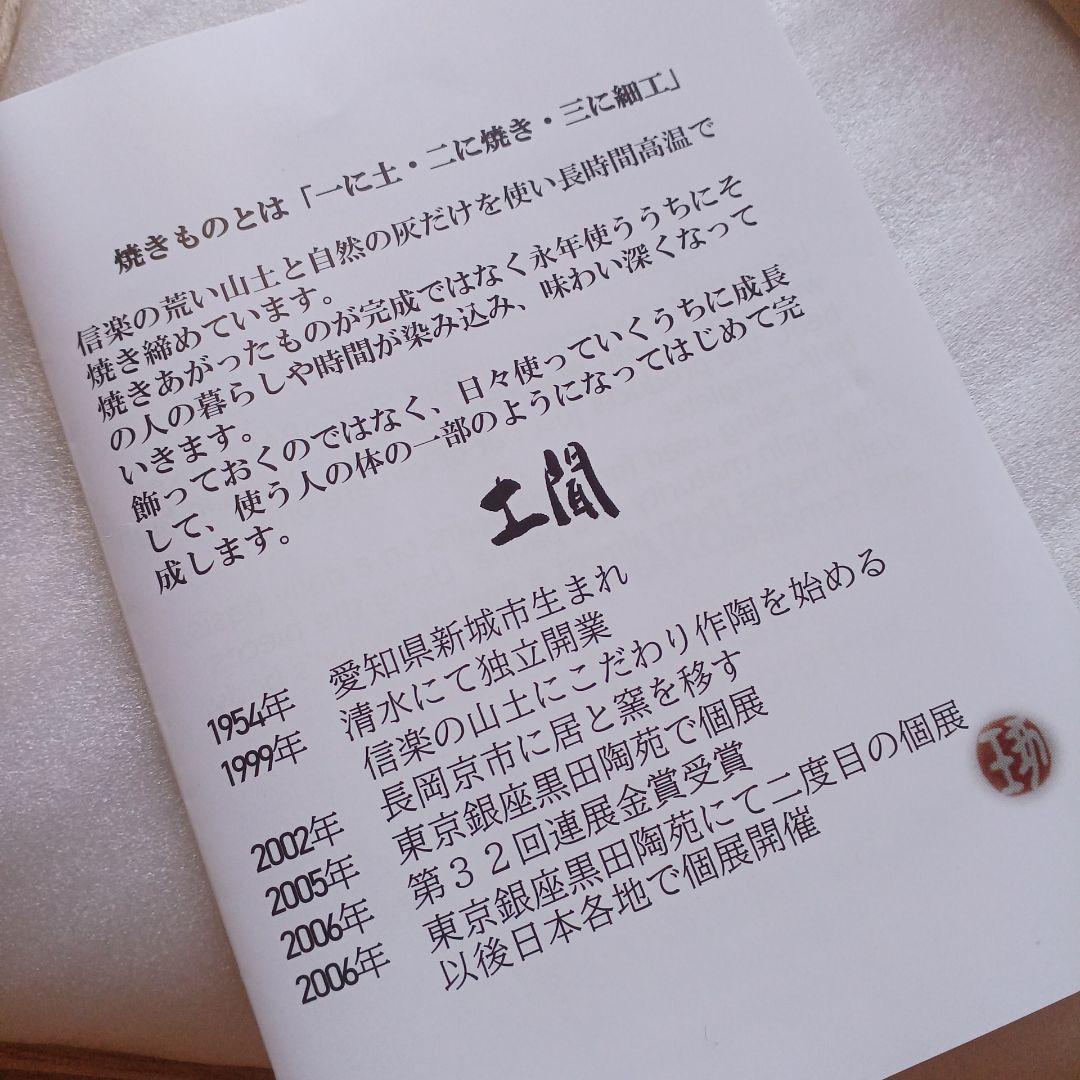 焼きものとは「一に土・二に焼き・三に細工」
信楽の荒い山土と自然の灰だけを使い長時間高温で
焼き締めています。
焼きあがったものが完成ではなく永年使ううちにそ
の人の暮らしや時間が染み込み、味わい深くなって
いきます。
飾っておくのではなく、日々使っていくうちに成長
して、使う人の体の一部のようになってはじめて完
成します。
1954年 愛知県新城市生まれ
1999年 清水にて独立開業
信楽の山土にこだわり作陶を始める
2002年 長岡京市に居と窯を移す
2005年 東京銀座黒田陶苑で個展
2006年 第32回連展金賞受賞
2006年 東京銀座黒田陶苑にて二度目の個展
以後日本各地で個展開催